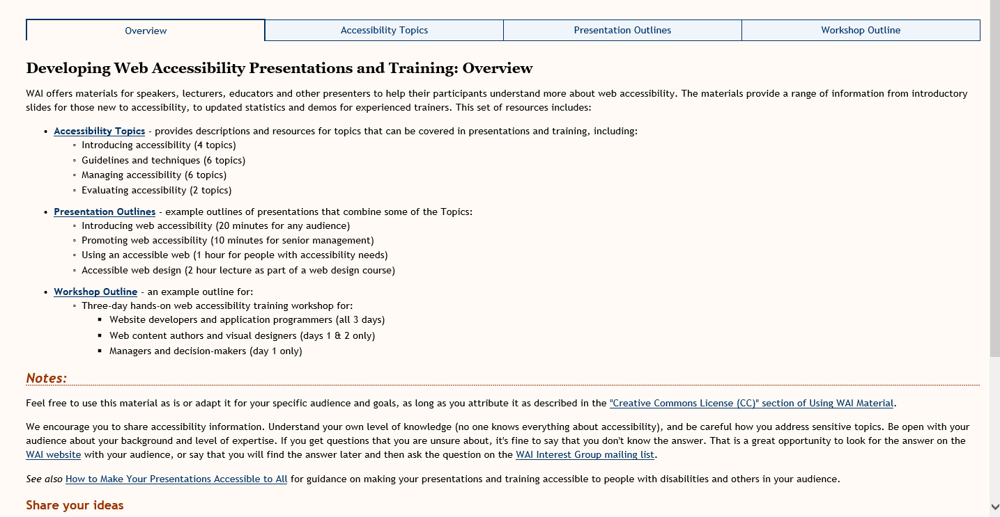 Overview
Accessibility Topics
Presentation Outlines
Workshop Outline
Developing Web Accessibility Presentations and Training: Overview
WAI offers materials for speakers, lecturers, educators and other presenters to help their participants understand more about web accessibility. The materials provide a range of information from introductory
slides for those new to accessibility, to updated statistics and demos for experienced trainers. This set of resources includes:
• Accessibility Topics - provides descriptions and resources for topics that can be covered in presentations and training, including:
◦ Introducing accessibility (4 topics)
◦ Guidelines and techniques (6 topics)
◦ Managing accessibility (6 topics)
◦ Evaluating accessibility (2 topics)
• Presentation Outlines - example outlines of presentations that combine some of the Topics:
◦ Introducing web accessibility (20 minutes for any audience)
◦ Promoting web accessibility (10 minutes for senior management)
◦ Using an accessible web (1 hour for people with accessibility needs)
◦ Accessible web design (2 hour lecture as part of a web design course)
• Workshop Outline - an example outline for:
◦ Three-day hands-on web accessibility training workshop for:
▪ Website developers and application programmers (all 3 days)
▪ Web content authors and visual designers (days 1 & 2 only)
▪ Managers and decision-makers (day 1 only)
Notes:
Feel free to use this material as is or adapt it for your specific audience and goals, as long as you attribute it as described in the "Creative Commons License (CC)" section of Using WAI Material.
We encourage you to share accessibility information. Understand your own level of knowledge (no one knows everything about accessibility), and be careful how you address sensitive topics. Be open with your
audience about your background and level of expertise. If you get questions that you are unsure about, it's fine to say that you don't know the answer. That is a great opportunity to look for the answer on the
WAI website with your audience, or say that you will find the answer later and then ask the question on the WAI Interest Group mailing list.
See also How to Make Your Presentations Accessible to All for guidance on making your presentations and training accessible to people with disabilities and others in your audience.
Share your ideas